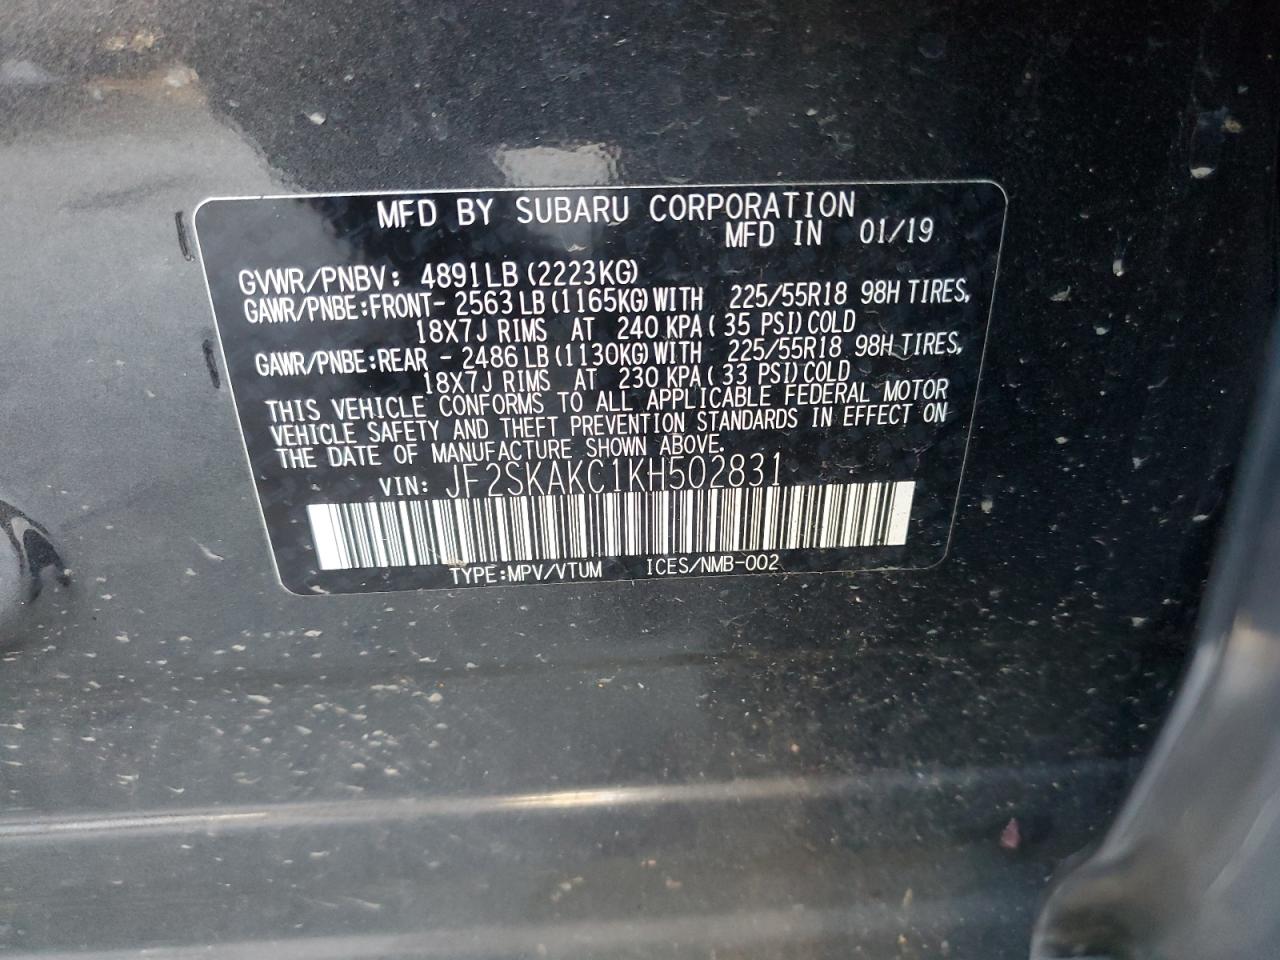 MFD BY SUBARU CORPORATION
MFD IN 01/19
GVWR/PNBV: 4891LB (2223KG)
GAWR/PNBE:FRONT- 2563LB (1165KG) WITH 225/55R18 98H TIRES,
18X7J RIMS AT 240 KPA ( 35 PSI) COLD
GAWR/PNBE:REAR - 2486LB (1130KG) WITH 225/55R18 98H TIRES,
18X7J RIMS AT 230 KPA ( 33 PSI) COLD
THIS VEHICLE CONFORMS TO ALL APPLICABLE FEDERAL MOTOR
VEHICLE SAFETY AND THEFT PREVENTION STANDARDS IN EFFECT ON
THE DATE OF MANUFACTURE SHOWN ABOVE.
VIN: JF2SKAKC1KH502831
TYPE:MPV/VTUM ICES/NMB-002